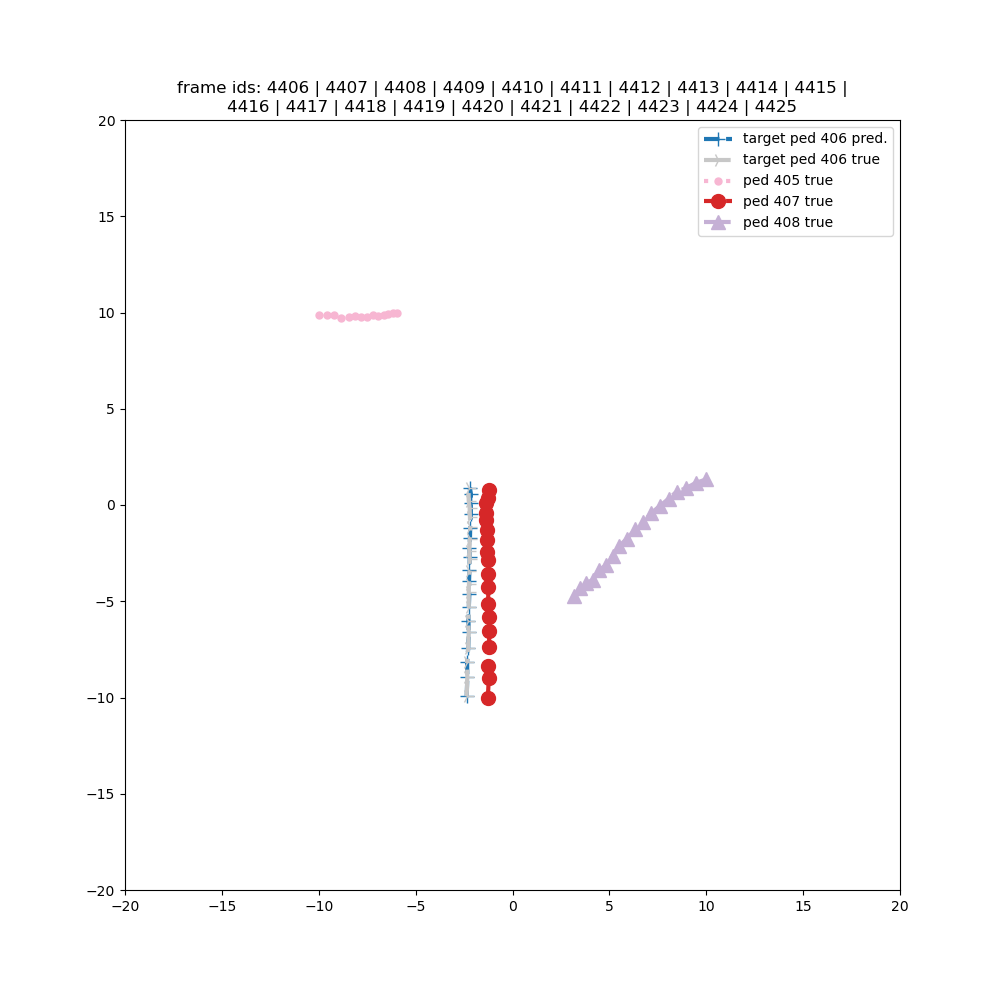 frame ids: 4406 | 4407 | 4408 | 4409 | 4410 | 4411 | 4412 | 4413 | 4414 | 4415 |
4416 | 4417 | 4418 | 4419 | 4420 | 4421 | 4422 | 4423 | 4424 | 4425
target ped 406 pred.
target ped 406 true
ped 405 true
ped 407 true
ped 408 true
20
15
10
5
0
−5
−10
−15
−20
−20
−15
−10
−5
0
5
10
15
20